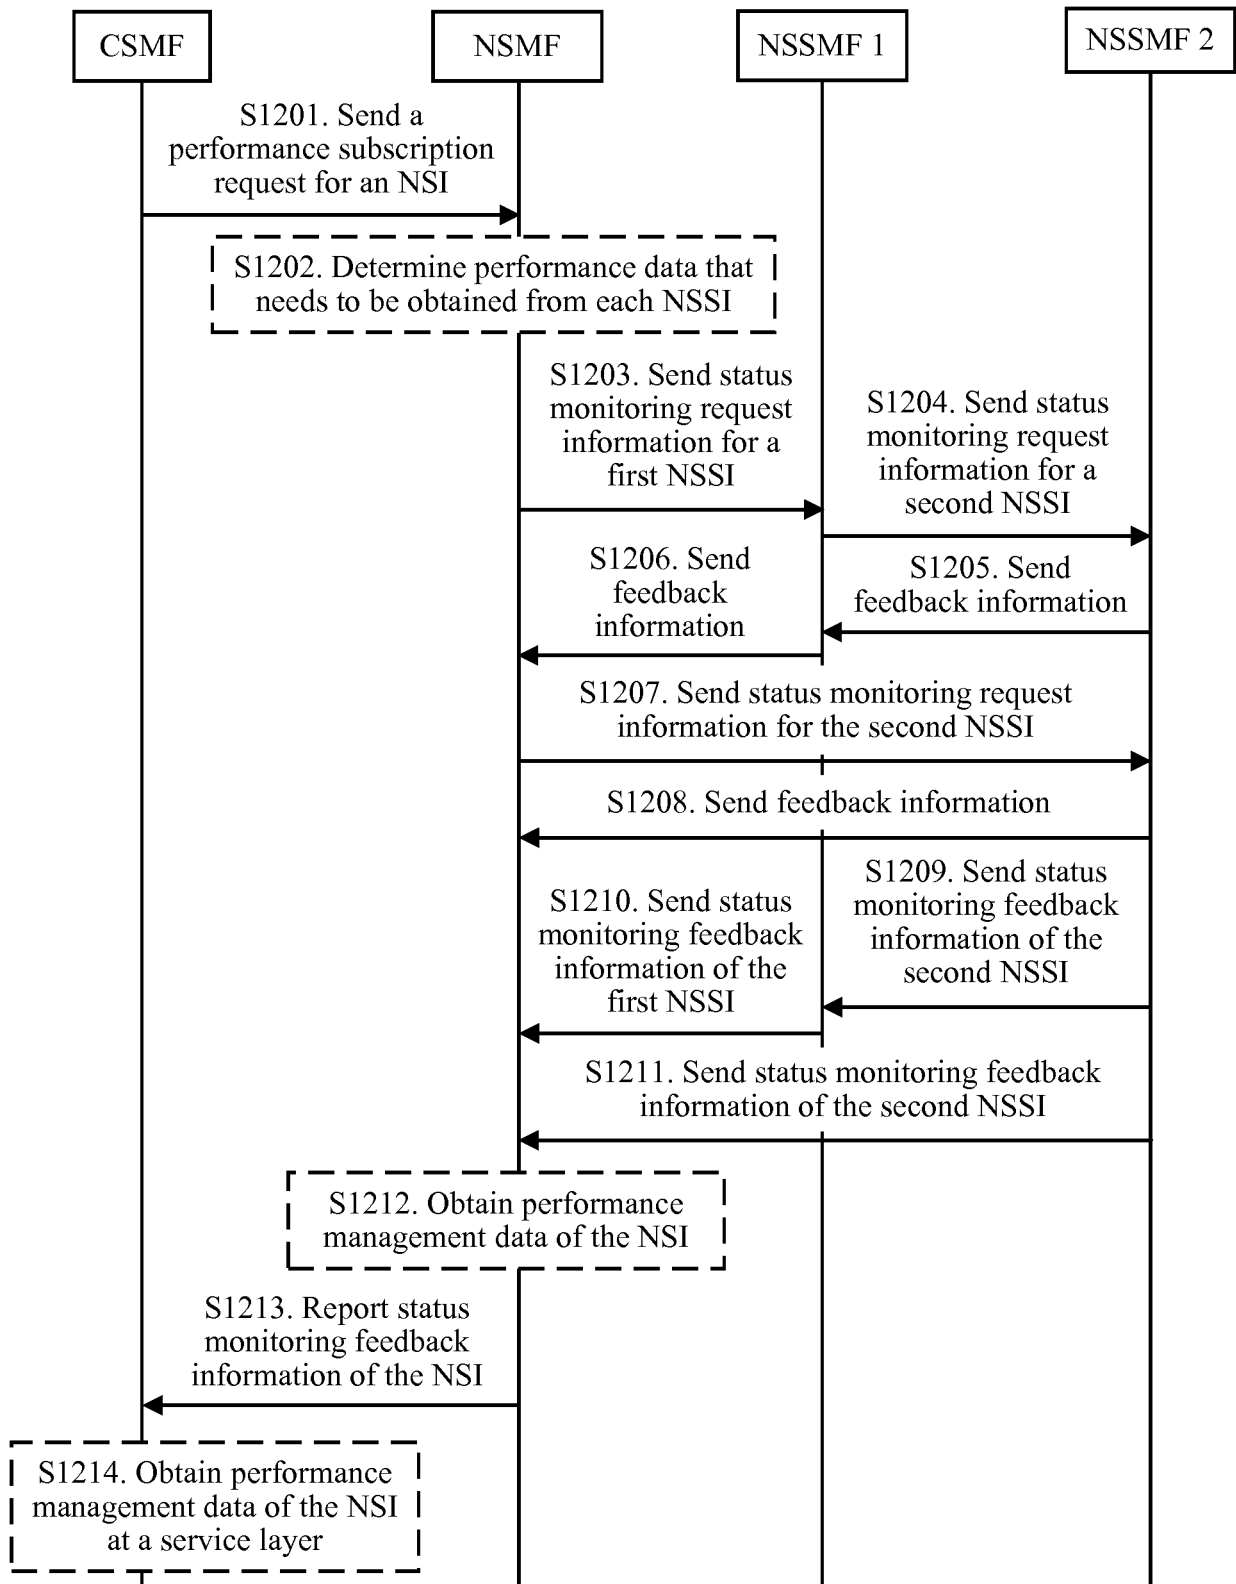 CSMF
NSMF
NSSMF 1
NSSMF 2
S1201. Send a
performance subscription
request for an NSI
S1202. Determine performance data that
needs to be obtained from each NSSI
S1203. Send status
monitoring request
information for a
first NSSI
S1204. Send status
monitoring request
information for a
second NSSI
S1205. Send
feedback information
S1206. Send
feedback
information
S1207. Send status monitoring request
information for the second NSSI
S1208. Send feedback information
S1209. Send status
monitoring feedback
information of the
second NSSI
S1210. Send status
monitoring feedback
information of the
first NSSI
S1211. Send status monitoring feedback
information of the second NSSI
S1212. Obtain performance
management data of the NSI
S1213. Report status
monitoring feedback
information of the NSI
S1214. Obtain performance
management data of the NSI
at a service layer